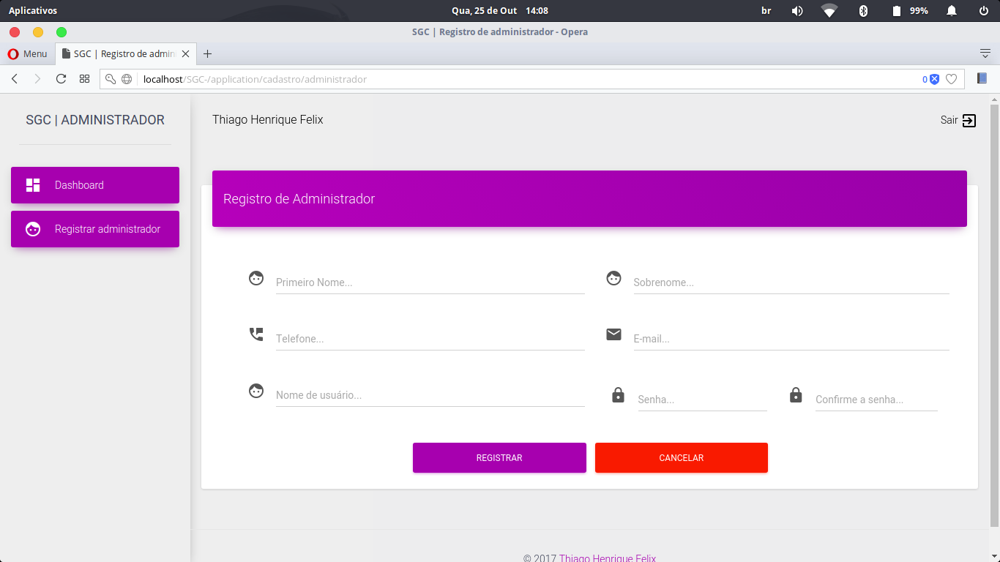 Aplicativos Qua, 25 de Out 14:08 br 99%
SGC | Registro de administrador - Opera
Menu SGC | Registro de admin
localhost/SGC-/application/cadastro/administrador 0
SGC | ADMINISTRADOR
Thiago Henrique Felix Sair
Dashboard
Registrar administrador
Registro de Administrador
Primeiro Nome... Sobrenome...
Telefone... E-mail...
Nome de usuário... Senha... Confirme a senha...
REGISTRAR CANCELAR
© 2017 Thiago Henrique Felix